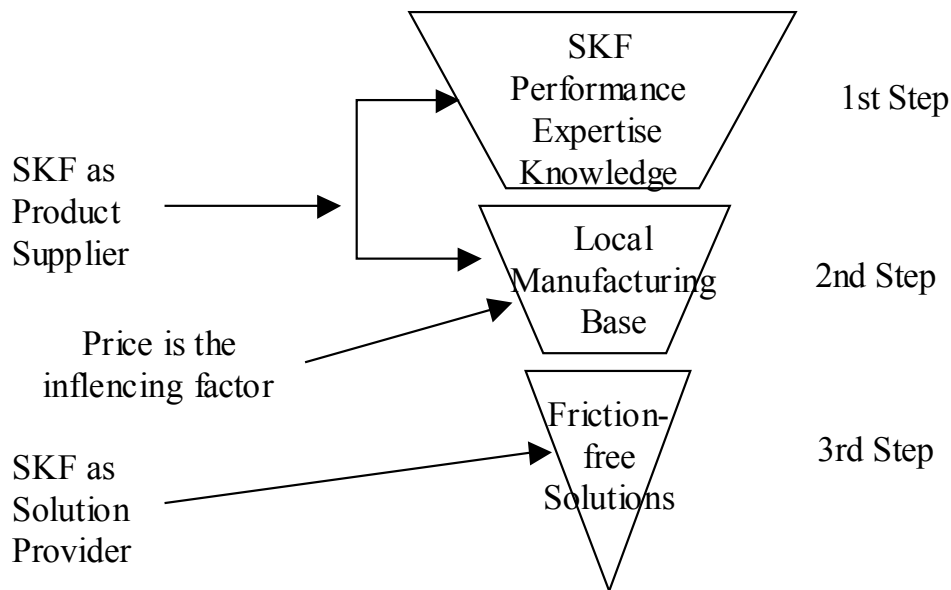 SKF
Performance
Expertise
Knowledge
1st Step
SKF as
Product
Supplier
Local
Manufacturing
Base
2nd Step
Price is the
inflencing factor
Friction-
free
Solutions
3rd Step
SKF as
Solution
Provider